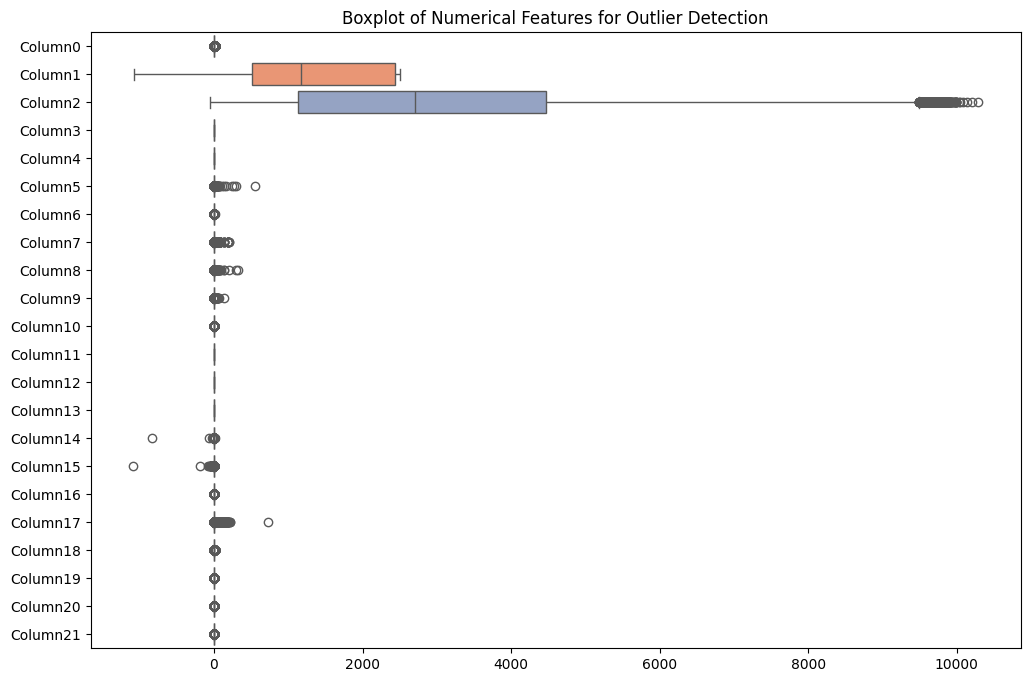 Boxplot of Numerical Features for Outlier Detection
Column0
Column1
Column2
Column3
Column4
Column5
Column6
Column7
Column8
Column9
Column10
Column11
Column12
Column13
Column14
Column15
Column16
Column17
Column18
Column19
Column20
Column21
0 2000 4000 6000 8000 10000